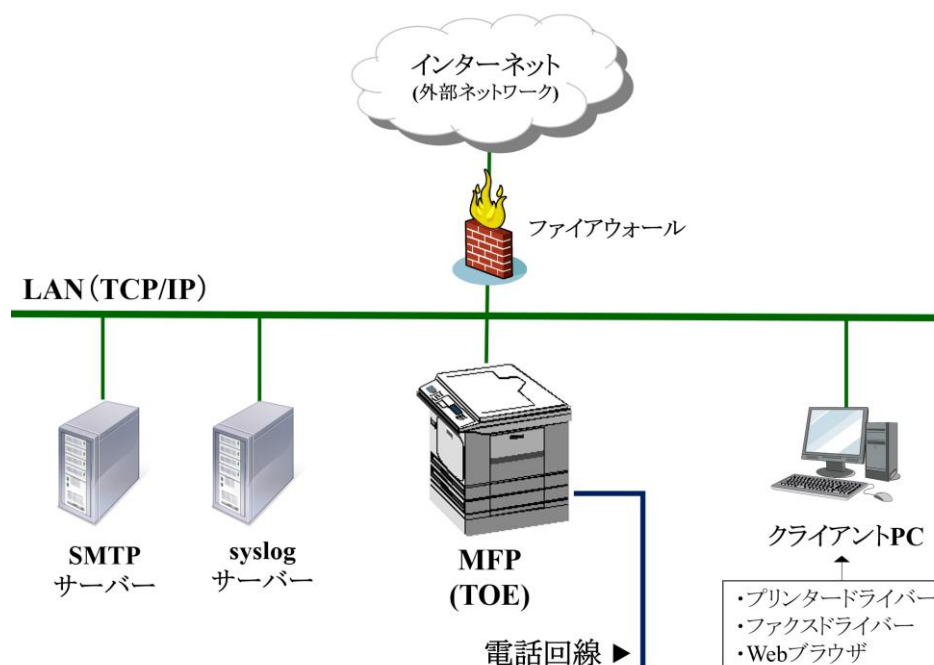 インターネット
(外部ネットワーク)
ファイアウォール
LAN(TCP/IP)
SMTP
サーバー
syslog
サーバー
MFP
(TOE)
クライアントPC
電話回線 ▶
・プリンタードライバー
・ファクスドライバー
・Webブラウザ